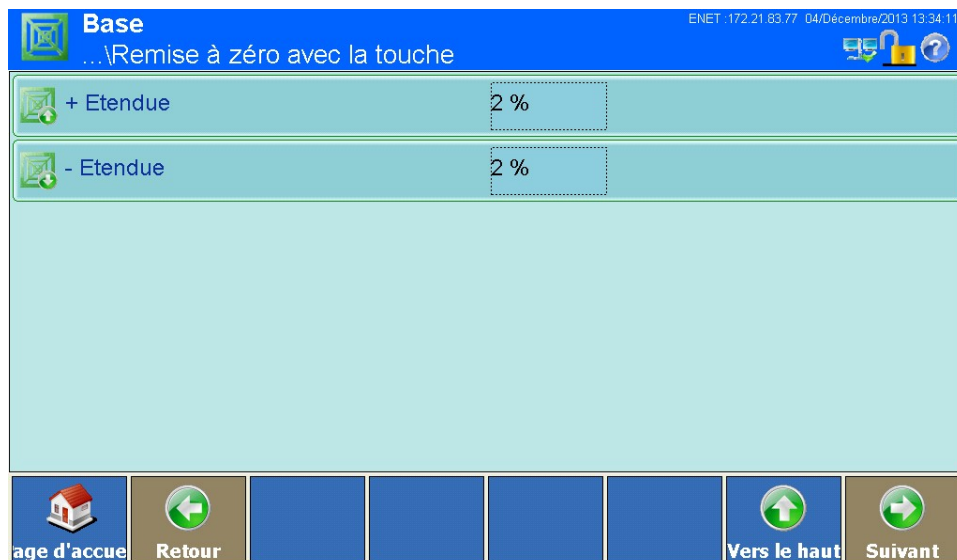 Base
ENET :172.21.83.77 04/Décembre/2013 13:34:11
...\Remise à zéro avec la touche
+ Etendue 2 %
- Etendue 2 %
age d'accue Retour Vers le haut Suivant